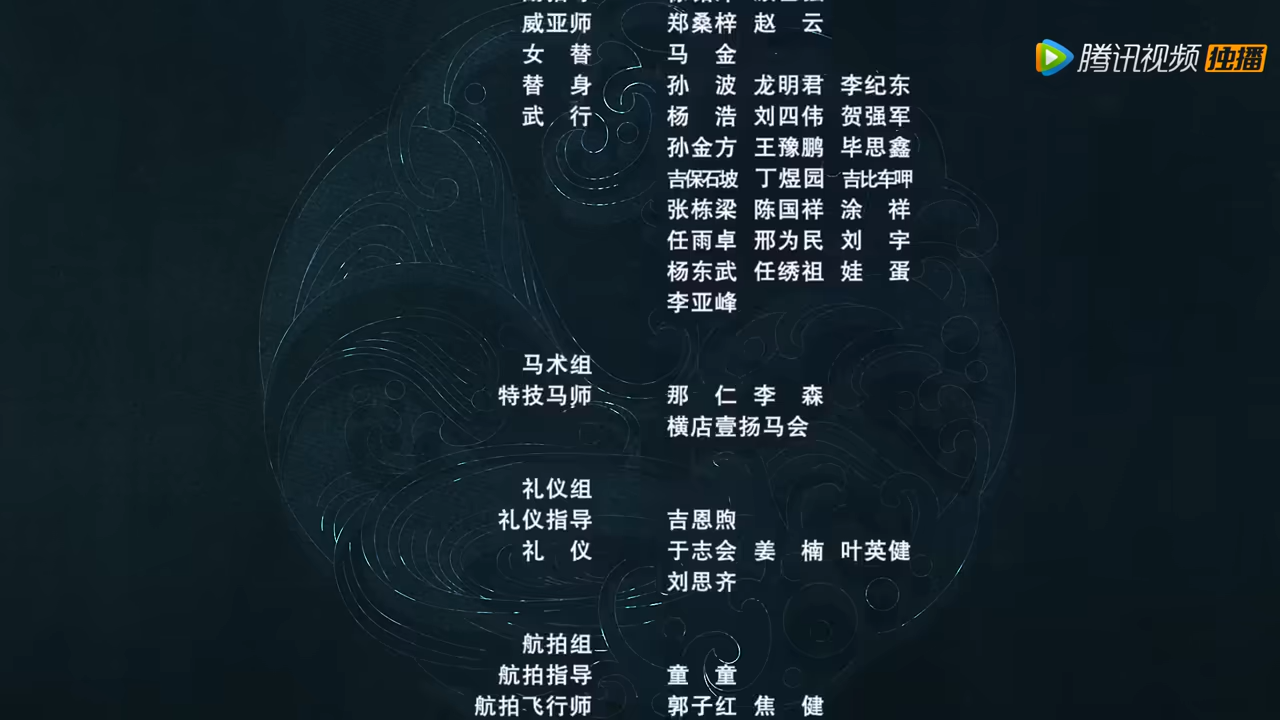 威亚师 郑桑梓 赵 云
腾讯视频 独播
女 替 马 金
替 身 孙 波 龙明君 李纪东
武 行 杨 浩 刘四伟 贺强军
孙金方 王豫鹏 毕思鑫
吉保石坡 丁煜园 吉比车呷
张栋梁 陈国祥 涂 祥
任雨卓 邢为民 刘 宇
杨东武 任绣祖 娃 蛋
李亚峰
马术组
特技马师 那 仁 李 森
横店壹扬马会
礼仪组
礼仪指导 吉恩煦
礼 仪 于志会 姜 楠 叶英健
刘思齐
航拍组
航拍指导 童 童
航拍飞行师 郭子红 焦 健